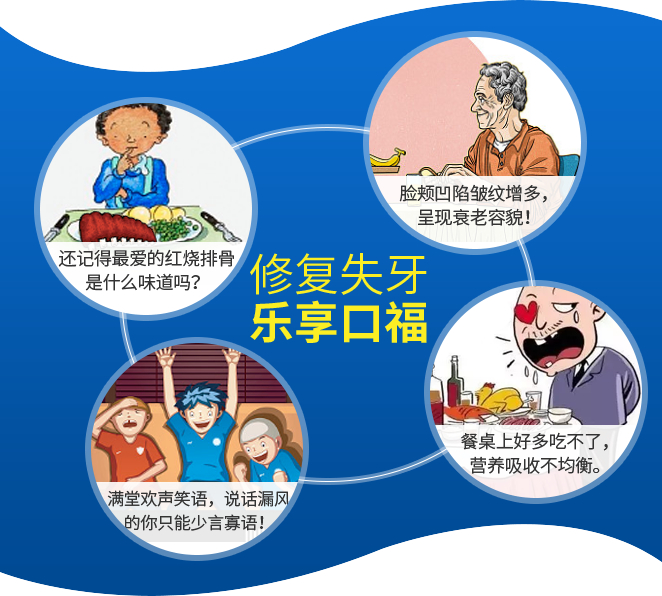 脸颊凹陷皱纹增多，
呈现衰老容貌！
还记得最爱的红烧排骨
是什么味道吗？
修复失牙
乐享口福
餐桌上好多吃不了，
营养吸收不均衡。
满堂欢声笑语，说话漏风
的你只能少言寡语！